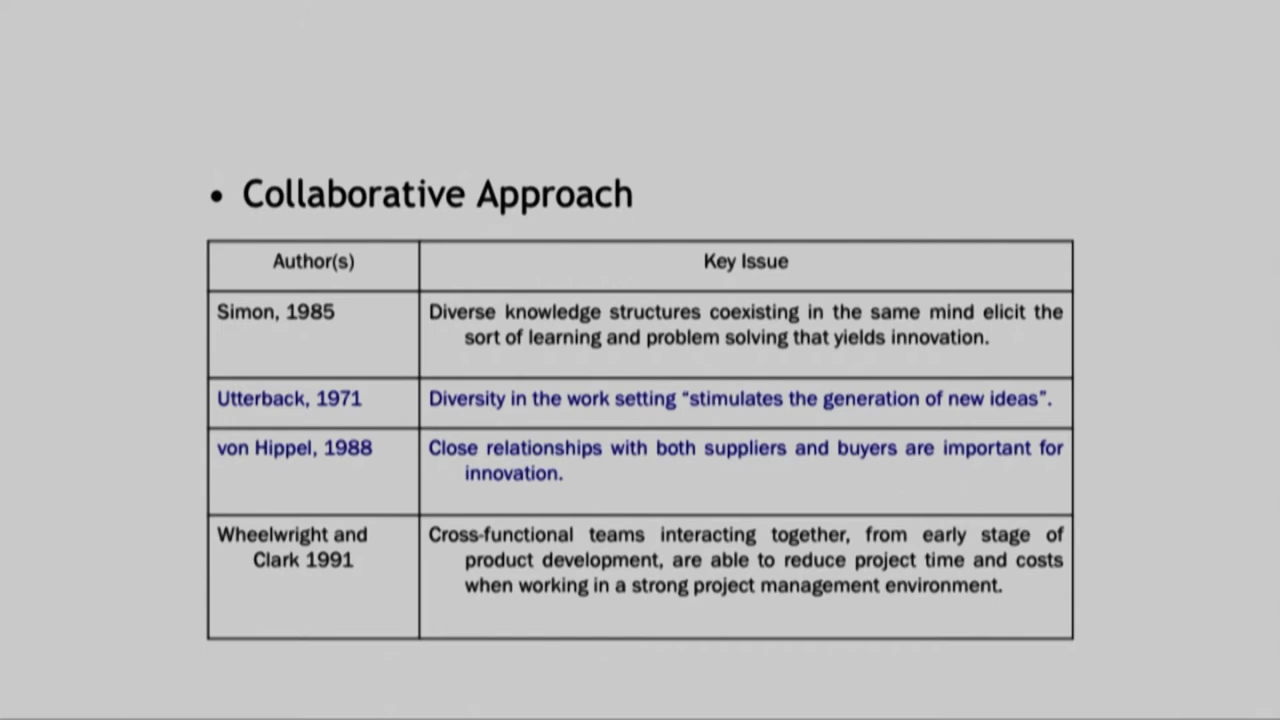 • Collaborative Approach
Author(s)
Key Issue
Simon, 1985
Diverse knowledge structures coexisting in the same mind elicit the
sort of learning and problem solving that yields innovation.
Utterback, 1971
Diversity in the work setting “stimulates the generation of new ideas”.
von Hippel, 1988
Close relationships with both suppliers and buyers are important for
innovation.
Wheelwright and
Clark 1991
Cross-functional teams interacting together, from early stage of
product development, are able to reduce project time and costs
when working in a strong project management environment.